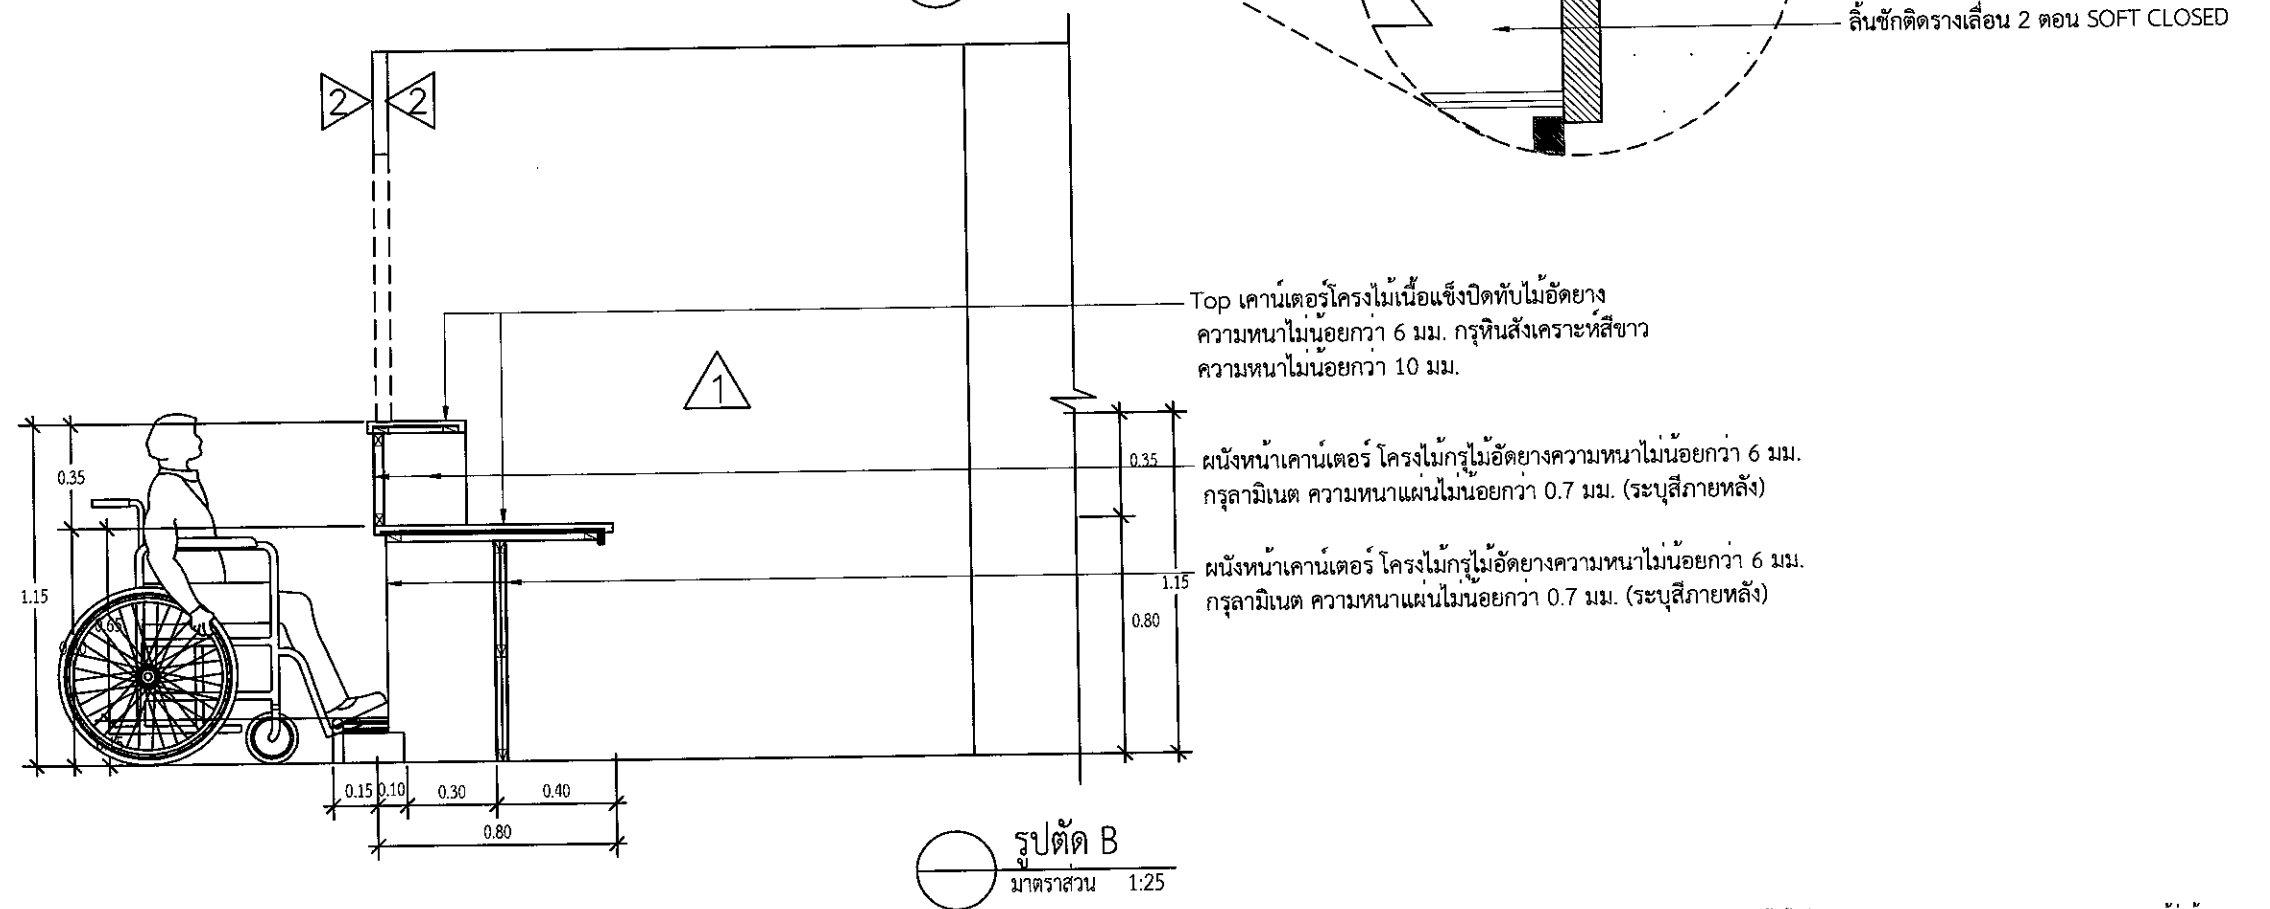 ลิ้นชักติดรางเลื่อน 2 ตอน SOFT CLOSED
2
2
Top เคาน์เตอร์โครงไม้เนื้อแข็งปิดทับไม้อัดยาง
ความหนาไม่น้อยกว่า 6 มม. กรุหินสังเคราะห์สีขาว
ความหนาไม่น้อยกว่า 10 มม.
1
0.35
0.35
ผนังหน้าเคาน์เตอร์ โครงไม้กรุไม้อัดยางความหนาไม่น้อยกว่า 6 มม.
กรุลามิเนต ความหนาแผ่นไม่น้อยกว่า 0.7 มม. (ระบุสีภายหลัง)
ผนังหน้าเคาน์เตอร์ โครงไม้กรุไม้อัดยางความหนาไม่น้อยกว่า 6 มม.
1.15
กรุลามิเนต ความหนาแผ่นไม่น้อยกว่า 0.7 มม. (ระบุสีภายหลัง)
1.15
0.65
0.80
0.15 0.10 0.30 0.40
0.80
รูปตัด B
มาตราส่วน 1:25